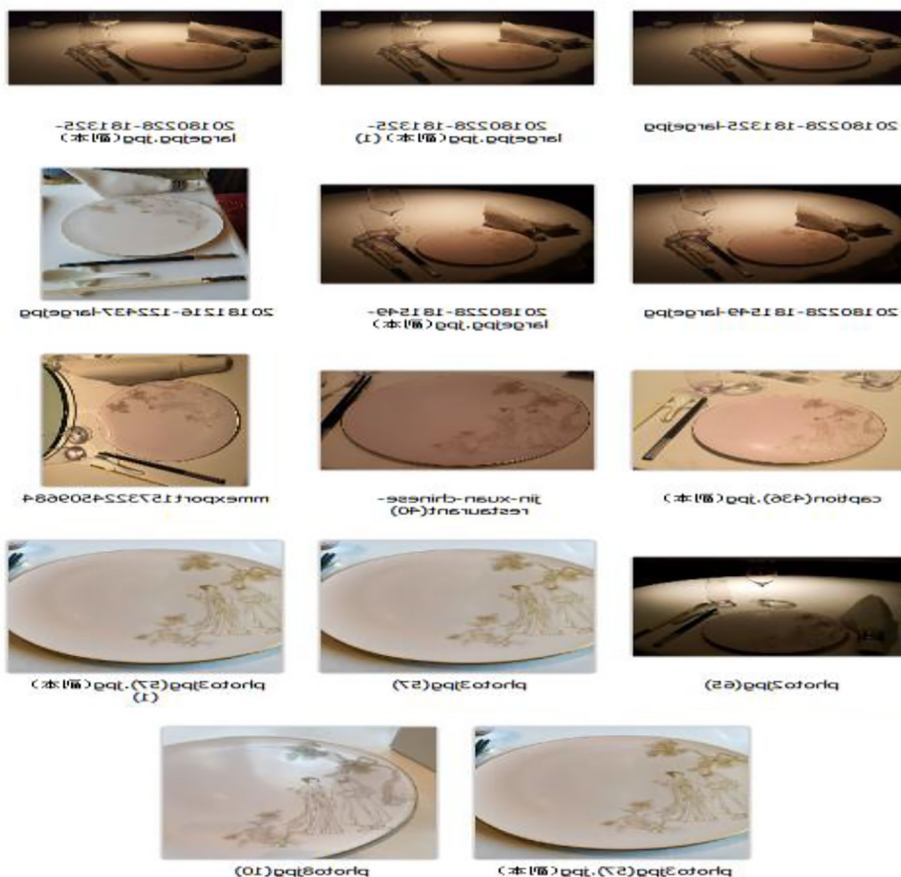 20180228-181325-largejpg
20180228-181325-
largejpg.jpg(副本) (1)
20180228-181325-
largejpg.jpg(副本)
20180228-181549-largejpg
20180228-181549-
largejpg.jpg(副本)
20181216-122437-largejpg
caption(436).jpg(副本)
jin-xuan-chinese-
restaurant(40)
mmexport1573224509684
photo2jpg(65)
photo3jpg(57)
photo3jpg(57).jpg(副本)
(1)
photo3jpg(57).jpg(副本)
photo8jpg(10)